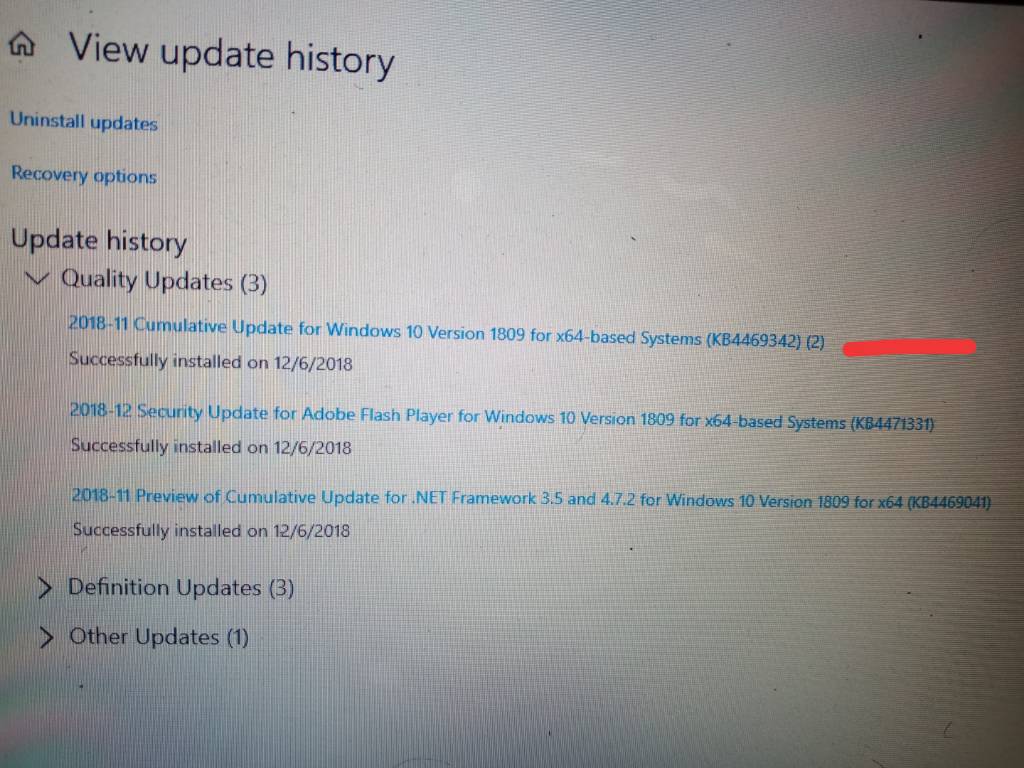 View update history
Uninstall updates
Recovery options
Update history
Quality Updates (3)
2018-11 Cumulative Update for Windows 10 Version 1809 for x64-based Systems (KB4469342) (2)
Successfully installed on 12/6/2018
2018-12 Security Update for Adobe Flash Player for Windows 10 Version 1809 for x64-based Systems (KB4471331)
Successfully installed on 12/6/2018
2018-11 Preview of Cumulative Update for .NET Framework 3.5 and 4.7.2 for Windows 10 Version 1809 for x64 (KB4469041)
Successfully installed on 12/6/2018
Definition Updates (3)
Other Updates (1)